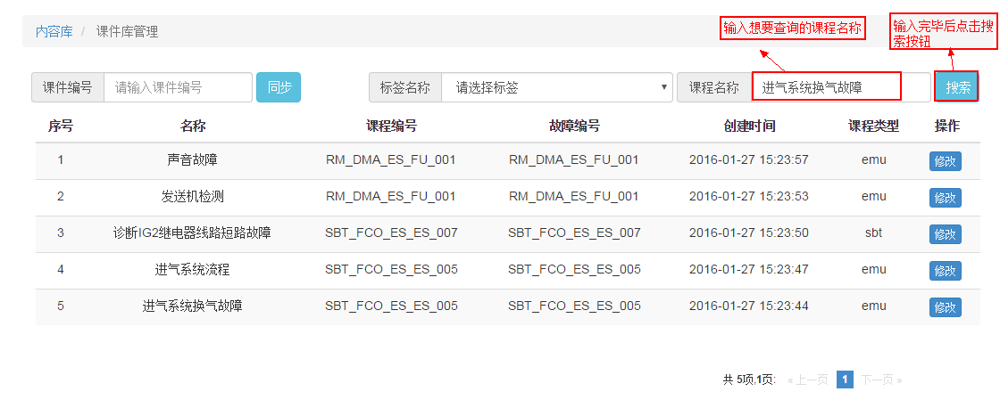 内容库 / 课件库管理
输入想要查询的课程名称
输入完毕后点击搜
索按钮
课件编号 请输入课件编号 同步 标签名称 请选择标签 课程名称 进气系统换气故障 搜索
序号 名称 课程编号 故障编号 创建时间 课程类型 操作
1 声音故障 RM_DMA_ES_FU_001 RM_DMA_ES_FU_001 2016-01-27 15:23:57 emu 修改
2 发送机检测 RM_DMA_ES_FU_001 RM_DMA_ES_FU_001 2016-01-27 15:23:53 emu 修改
3 诊断IG2继电器线路短路故障 SBT_FCO_ES_ES_007 SBT_FCO_ES_ES_007 2016-01-27 15:23:50 sbt 修改
4 进气系统流程 SBT_FCO_ES_ES_005 SBT_FCO_ES_ES_005 2016-01-27 15:23:47 emu 修改
5 进气系统换气故障 SBT_FCO_ES_ES_005 SBT_FCO_ES_ES_005 2016-01-27 15:23:44 emu 修改
共 5项,1页: « 上一页 1 下一页 »